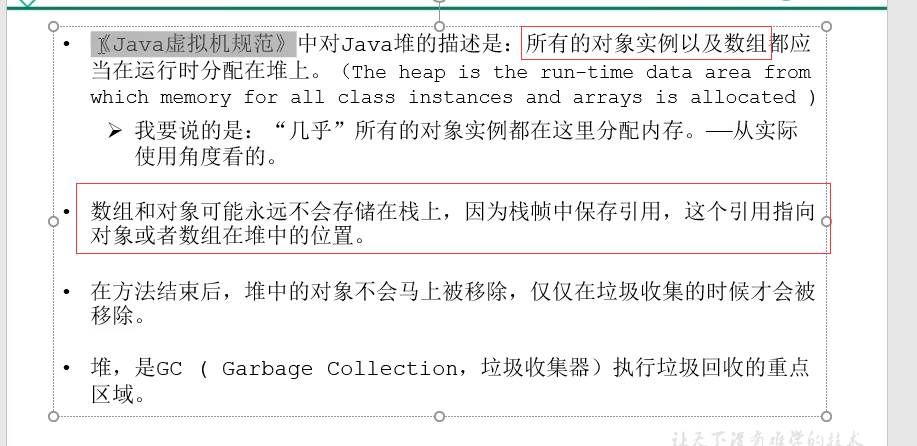 • 《Java虚拟机规范》中对Java堆的描述是：所有的对象实例以及数组都应
当在运行时分配在堆上。（The heap is the run-time data area from
which memory for all class instances and arrays is allocated )
➢ 我要说的是：“几乎”所有的对象实例都在这里分配内存。——从实际
使用角度看的。
• 数组和对象可能永远不会存储在栈上，因为栈帧中保存引用，这个引用指向
对象或者数组在堆中的位置。
• 在方法结束后，堆中的对象不会马上被移除，仅仅在垃圾收集的时候才会被
移除。
• 堆，是GC ( Garbage Collection，垃圾收集器）执行垃圾回收的重点
区域。
让天下没有难学的技术